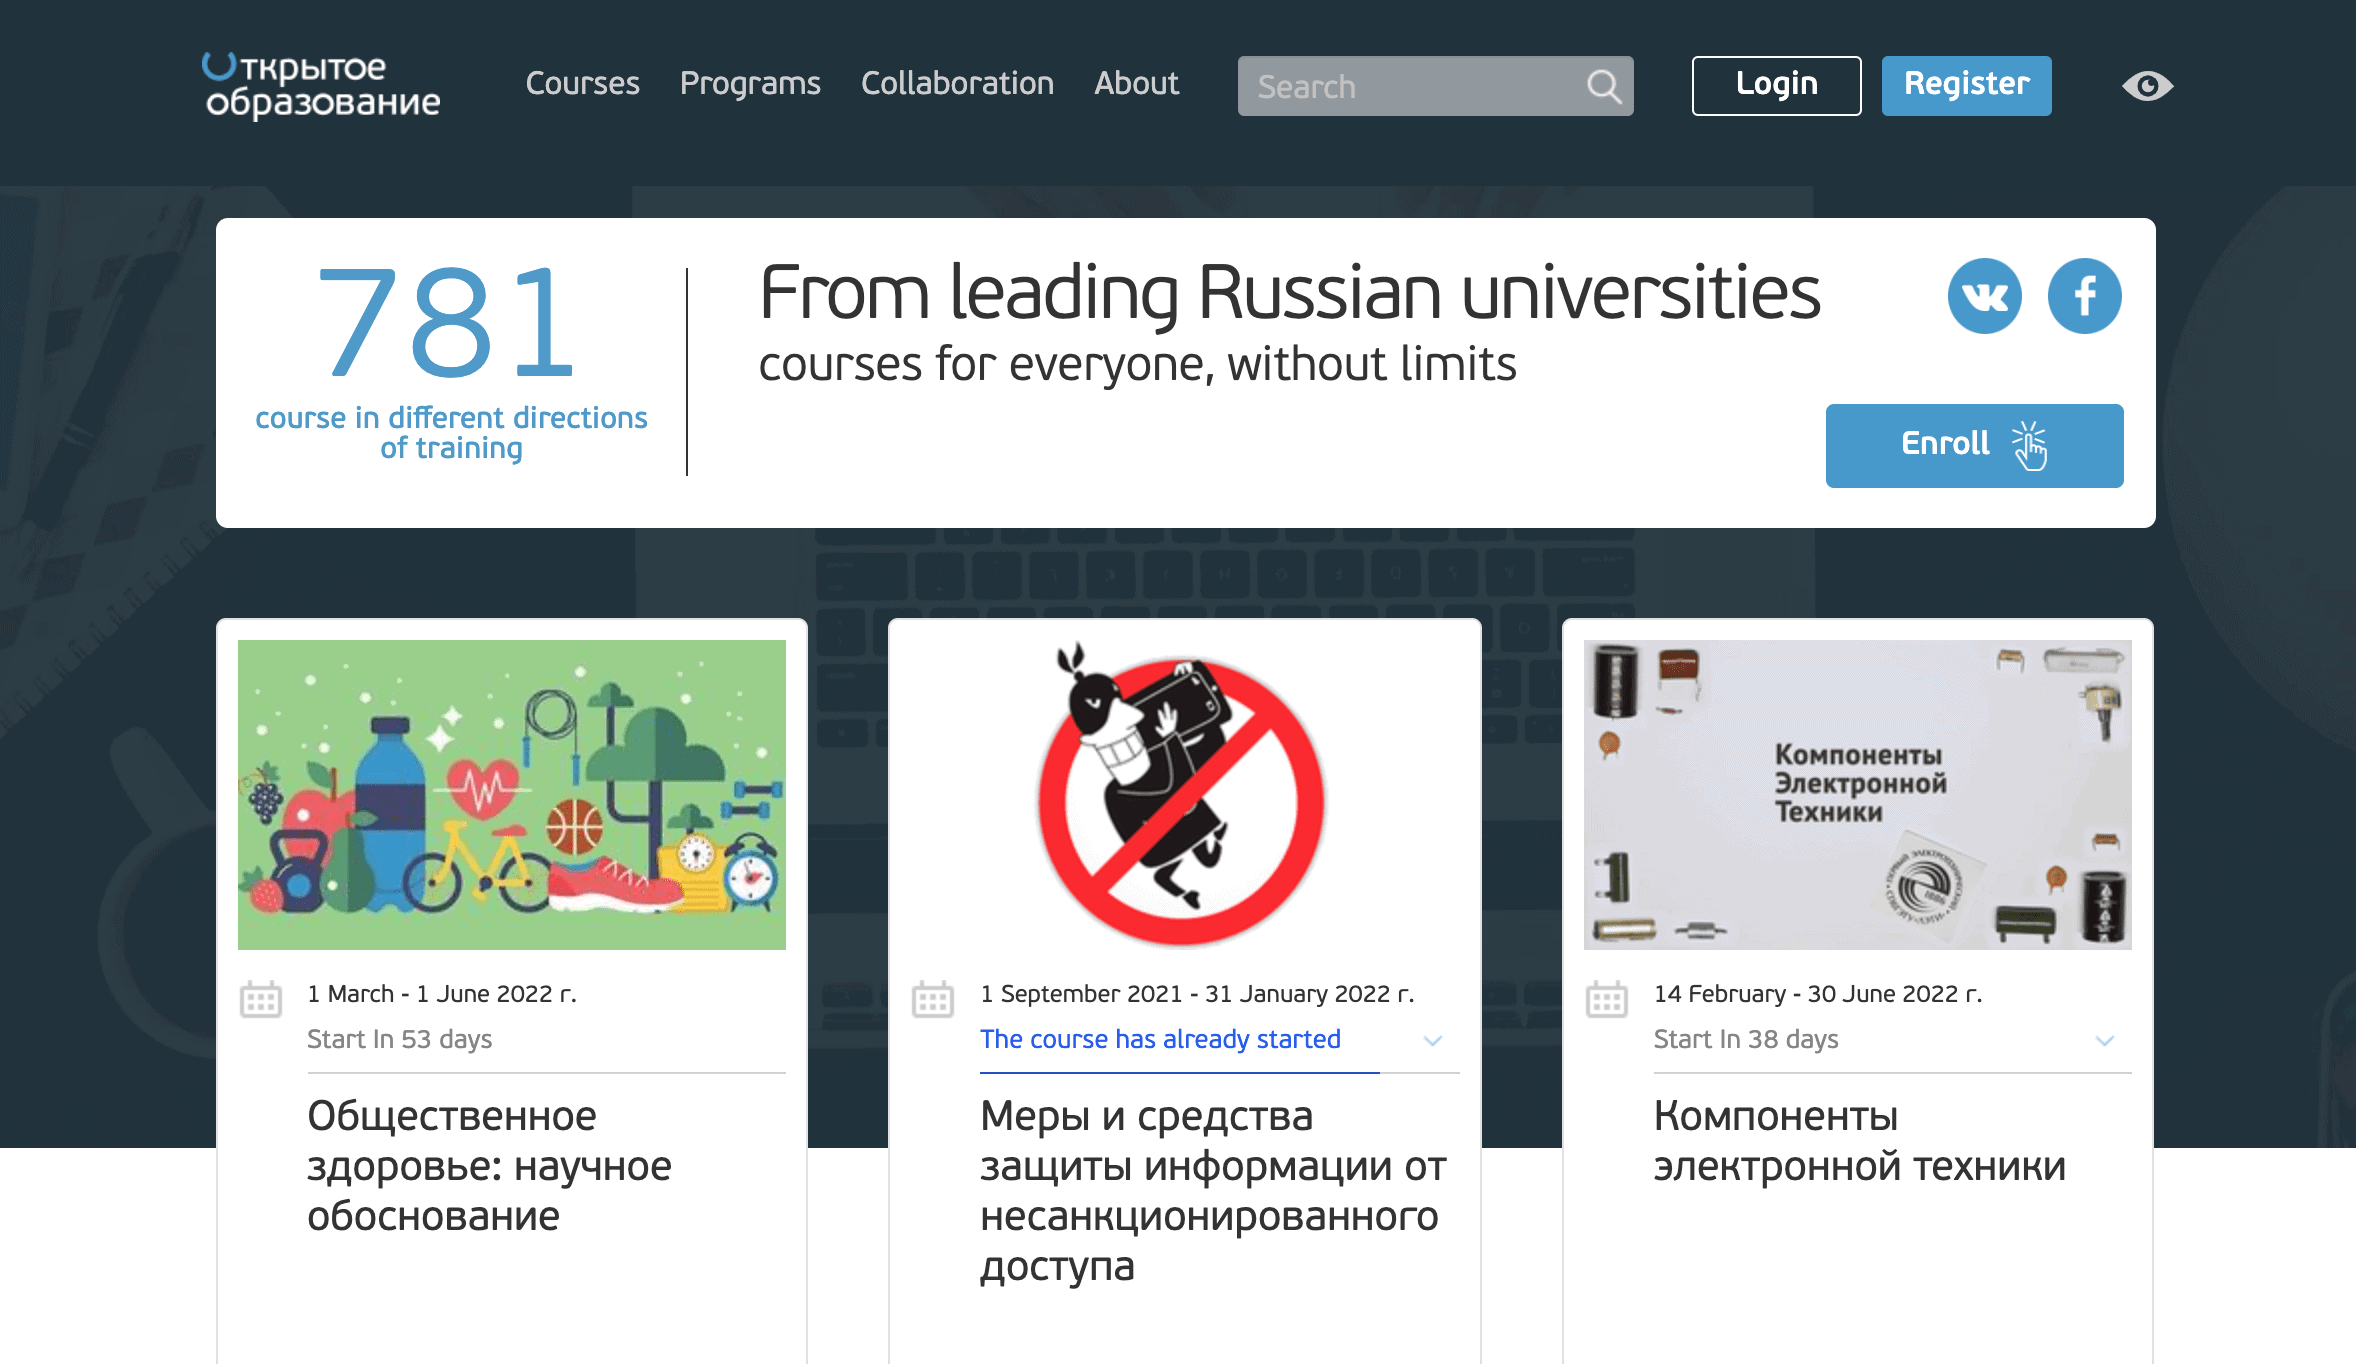 Открытое
образование
Courses
Programs
Collaboration
About
Search
Login
Register
781
course in different directions
of training
From leading Russian universities
courses for everyone, without limits
Enroll
Компоненты
Электронной
Техники
1 March - 1 June 2022 г.
Start In 53 days
Общественное
здоровье: научное
обоснование
1 September 2021 - 31 January 2022 г.
The course has already started
Меры и средства
защиты информации от
несанкционированного
доступа
14 February - 30 June 2022 г.
Start In 38 days
Компоненты
электронной техники